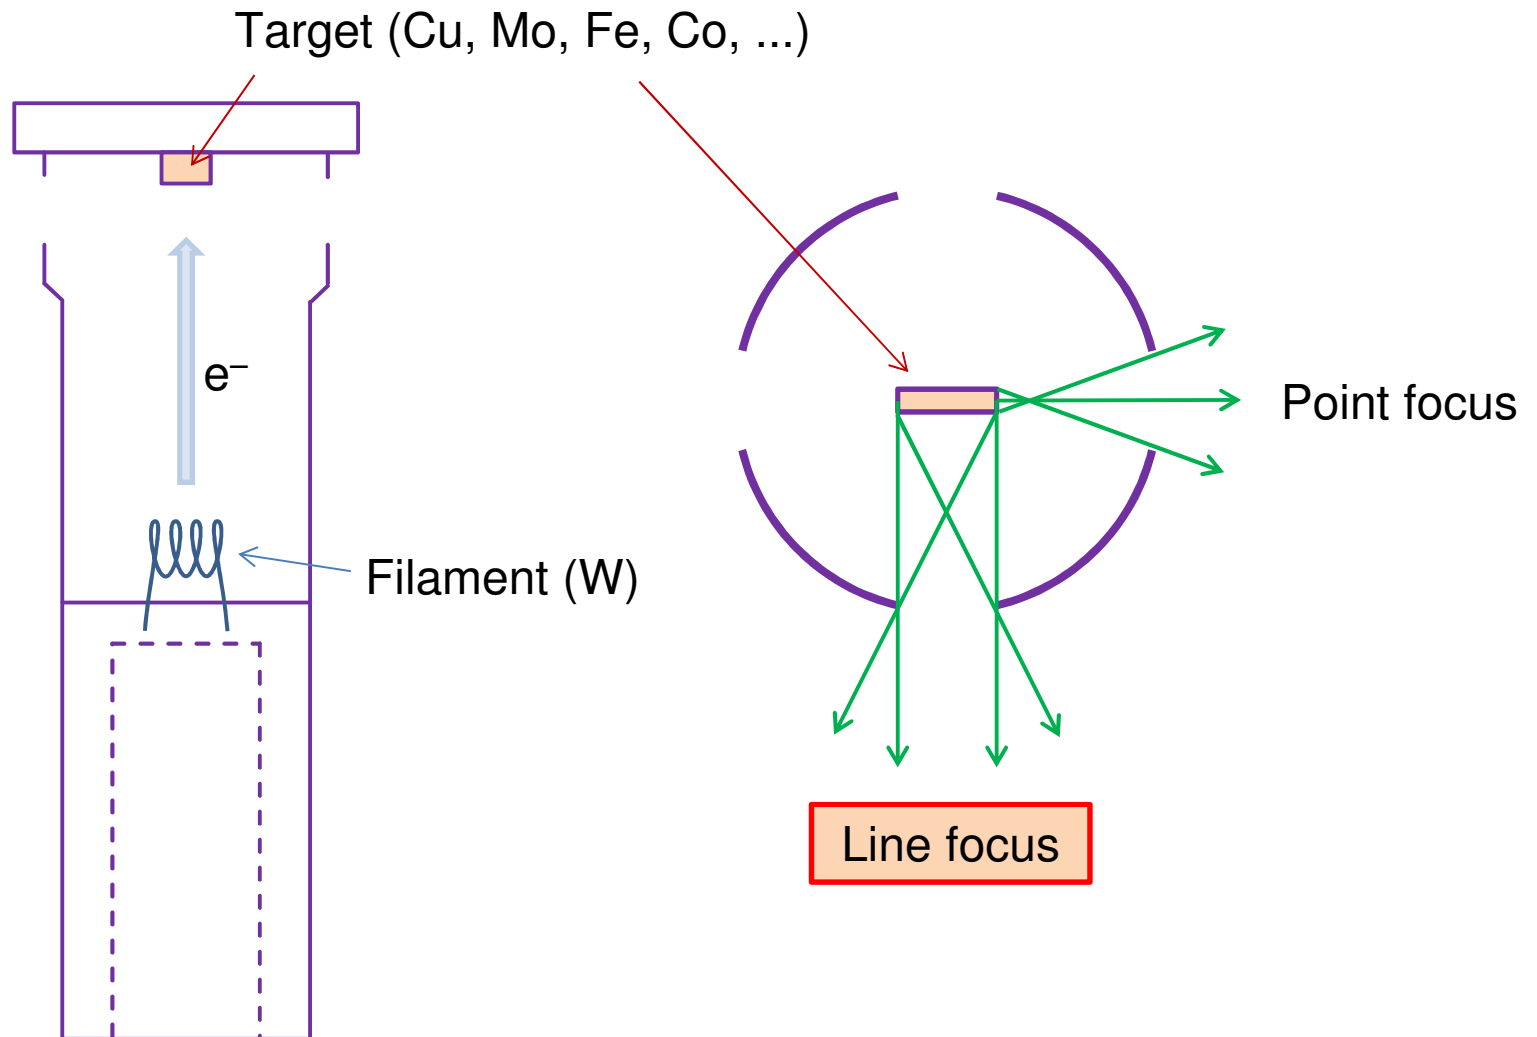 Target (Cu, Mo, Fe, Co, ...)
e–
Point focus
Filament (W)
Line focus